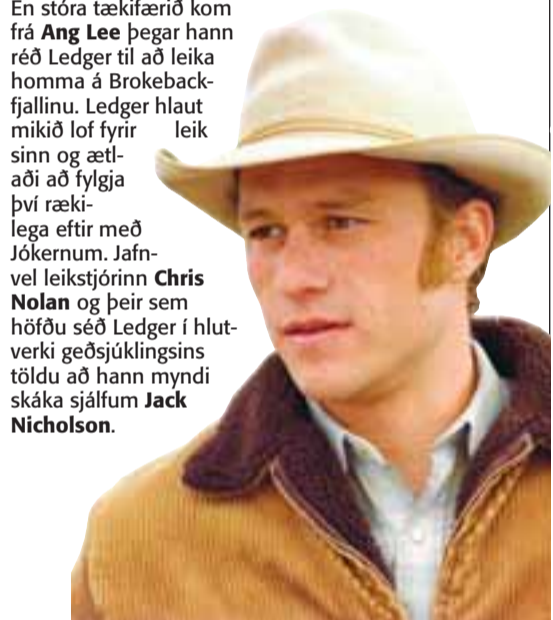 En stóra tækifærið kom
frá Ang Lee þegar hann
réð Ledger til að leika
homma á Brokeback-
fjallinu. Ledger hlaut
mikið lof fyrir leik
sinn og ætl-
aði að fylgja
því ræki-
lega eftir með
Jókernum. Jafn-
vel leikstjórinn Chris
Nolan og þeir sem
höfðu séð Ledger í hlut-
verki geðsjúklingsins
töldu að hann myndi
skáka sjálfum Jack
Nicholson.